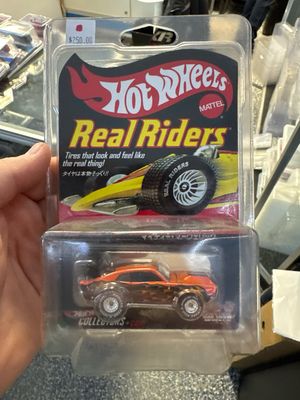 $250.00
Hot Wheels
MATTEL
Real Riders
Tires that look and feel like
the real thing!
タイヤは本物そっくり!
REAL RIDERS
COLLECTORS